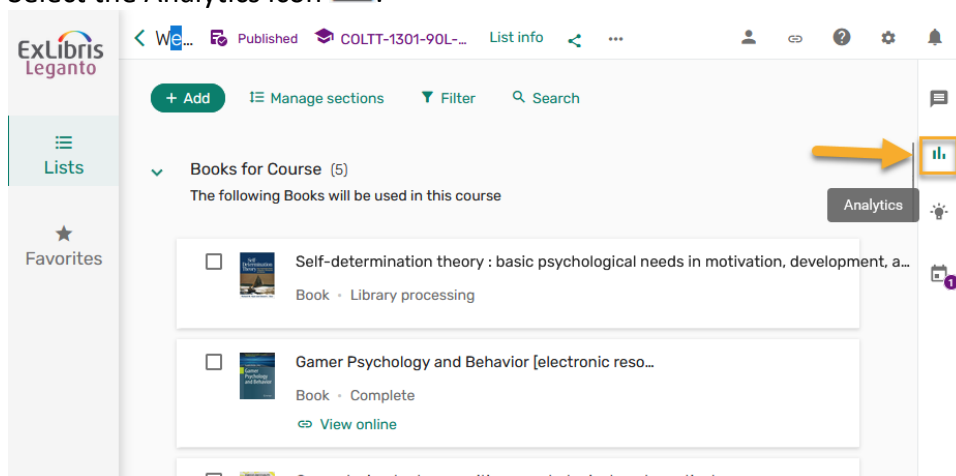 Select the Analytics icon
ExLibris
Leganto
We... Published COLTT-1301-90L-... List info ...
+ Add Manage sections Filter Search
Lists
Books for Course (5)
The following Books will be used in this course
Analytics
Favorites
Self-determination theory : basic psychological needs in motivation, development, a...
Book · Library processing
1
Gamer Psychology and Behavior [electronic reso...
Book · Complete
View online